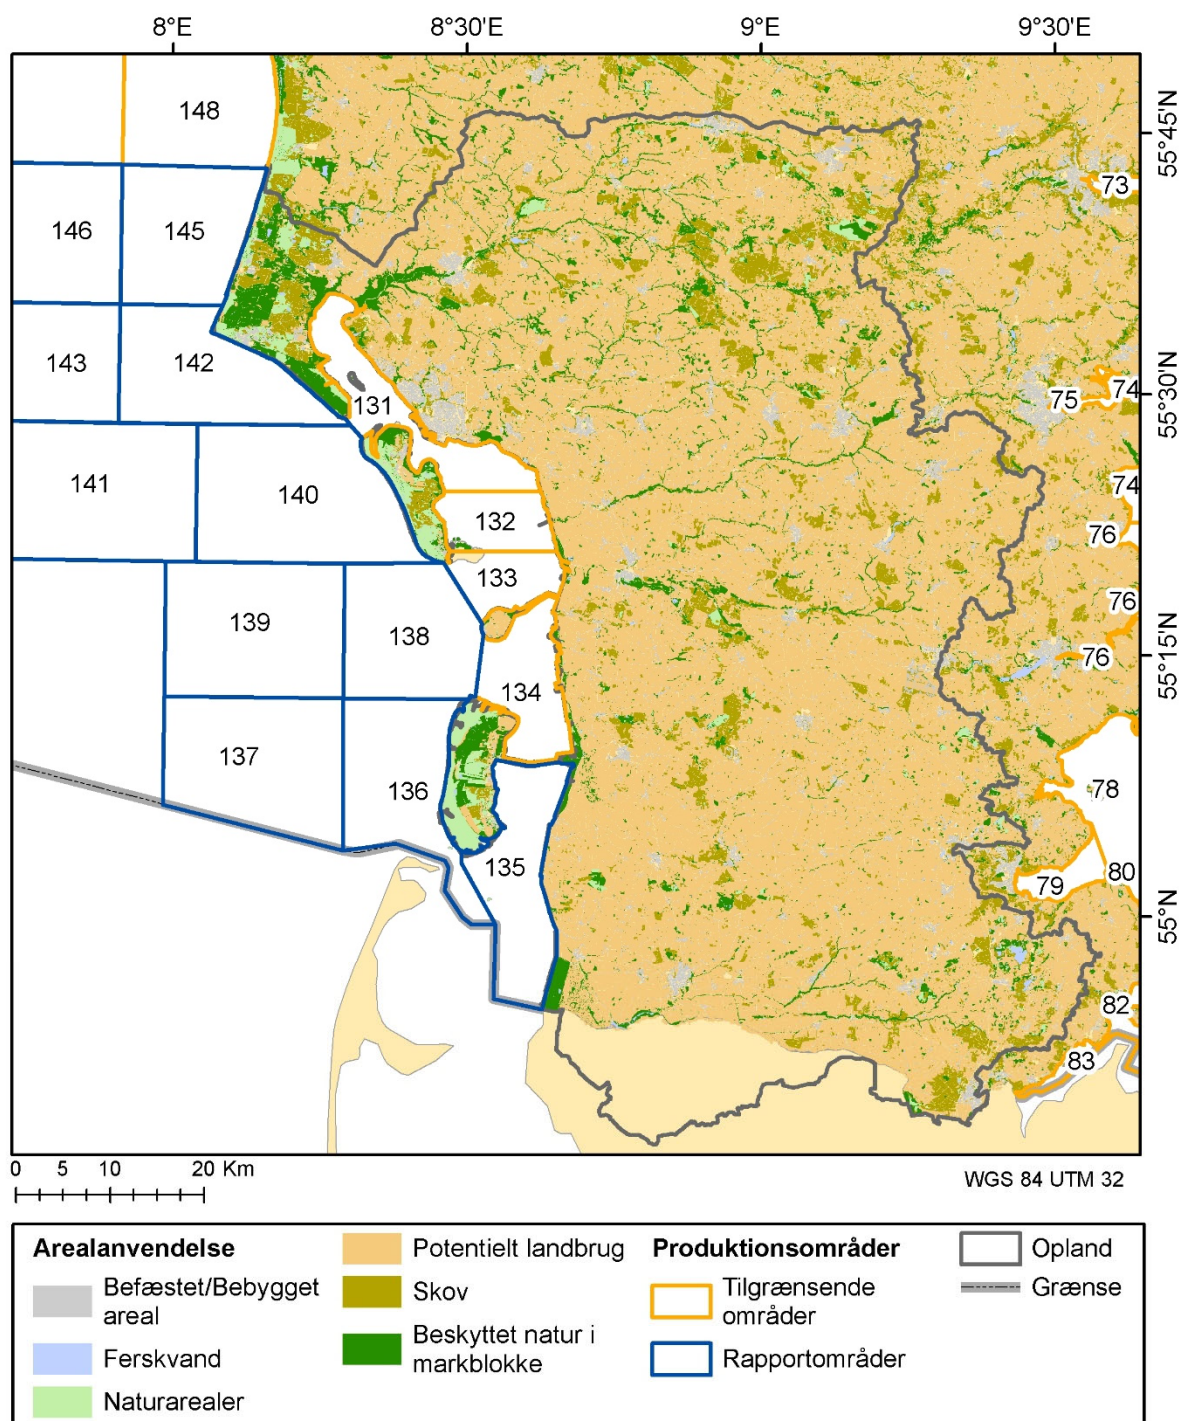 8°E 8°30'E 9°E 9°30'E
55°45'N
148
73
146 145
55°30'N
143 142
74
75
131
141 140
74
132
76
133
76
139 138
55°15'N
76
134
137 136
78
135
79 80
55°N
82
83
0 5 10 20 Km
WGS 84 UTM 32
Arealanvendelse
Befæstet/Bebygget
areal
Ferskvand
Naturarealer
Potentielt landbrug
Skov
Beskyttet natur i
markblokke
Produktionsområder
Tilgrænsende
områder
Rapportområder
Opland
Grænse